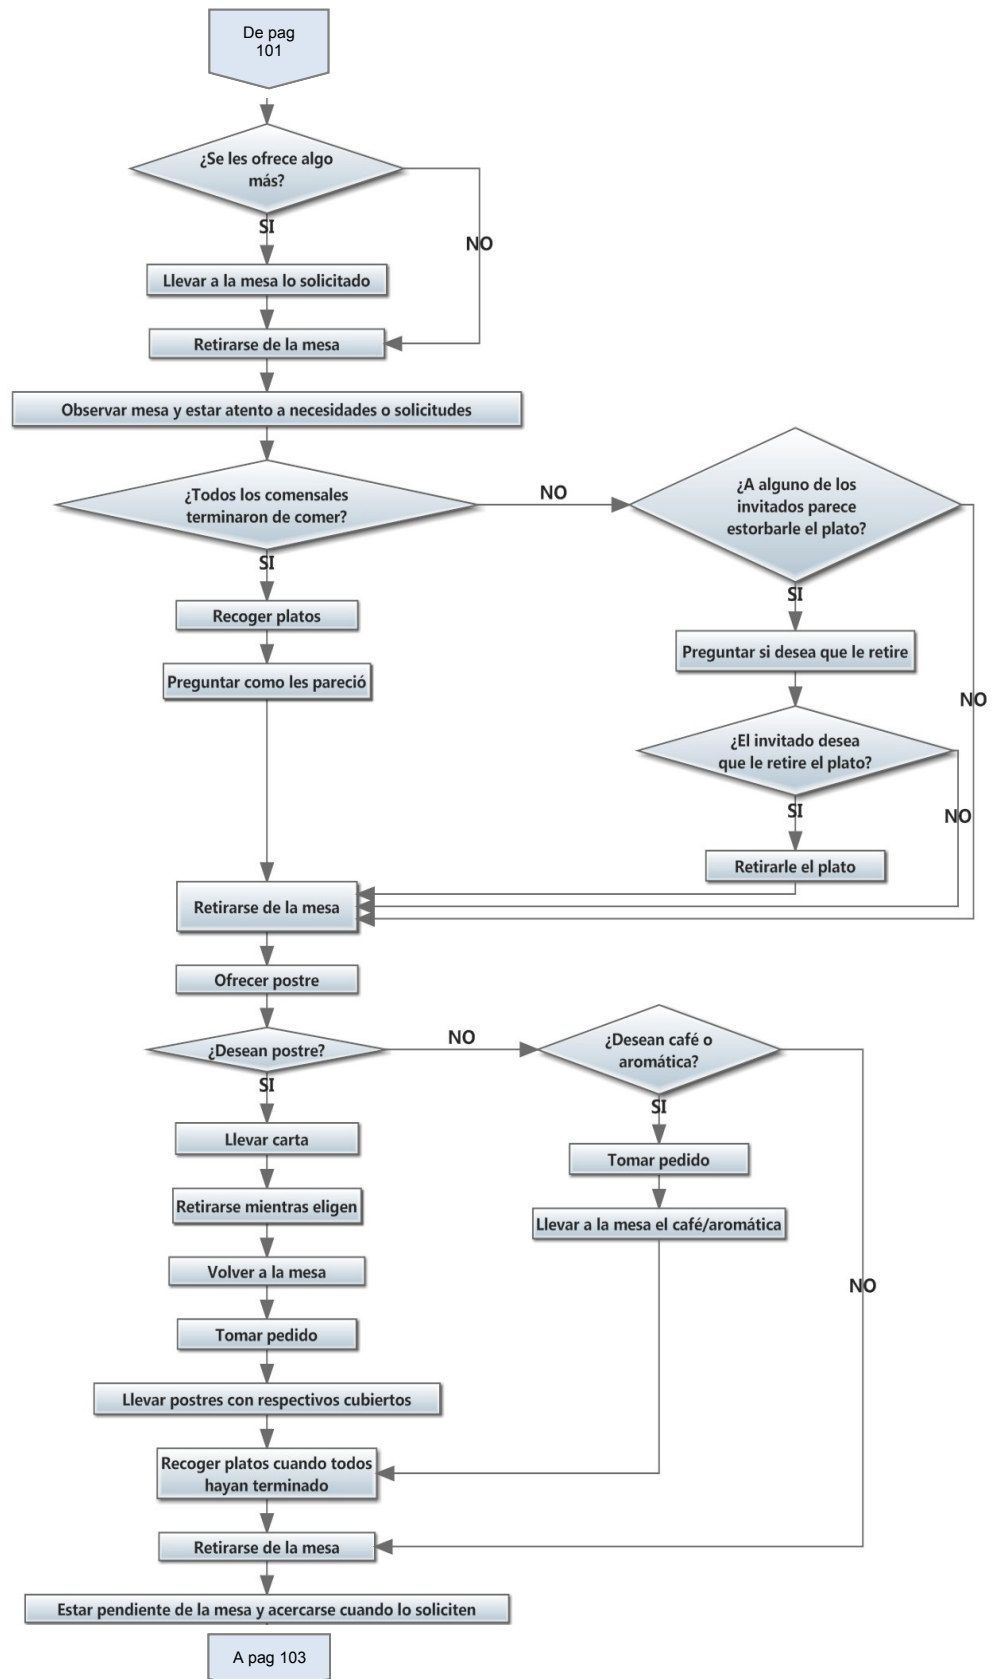 De pag
101
¿Se les ofrece algo
más?
SI
NO
Llevar a la mesa lo solicitado
Retirarse de la mesa
Observar mesa y estar atento a necesidades o solicitudes
¿Todos los comensales
terminaron de comer?
NO
¿A alguno de los
invitados parece
estorbarle el plato?
SI
SI
Recoger platos
Preguntar si desea que le retire
Preguntar como les pareció
NO
¿El invitado desea
que le retire el plato?
SI
NO
Retirarle el plato
Retirarse de la mesa
Ofrecer postre
¿Desean postre?
NO
¿Desean café o
aromática?
SI
SI
Llevar carta
Tomar pedido
Retirarse mientras eligen
Llevar a la mesa el café/aromática
Volver a la mesa
NO
Tomar pedido
Llevar postres con respectivos cubiertos
Recoger platos cuando todos
hayan terminado
Retirarse de la mesa
Estar pendiente de la mesa y acercarse cuando lo soliciten
A pag 103